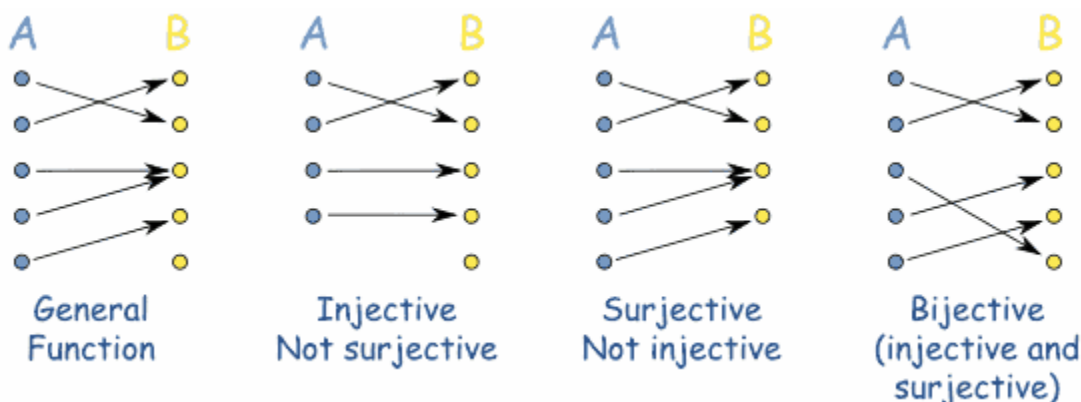 A B
A B
A B
A B
General
Function
Injective
Not surjective
Surjective
Not injective
Bijective
(injective and
surjective)